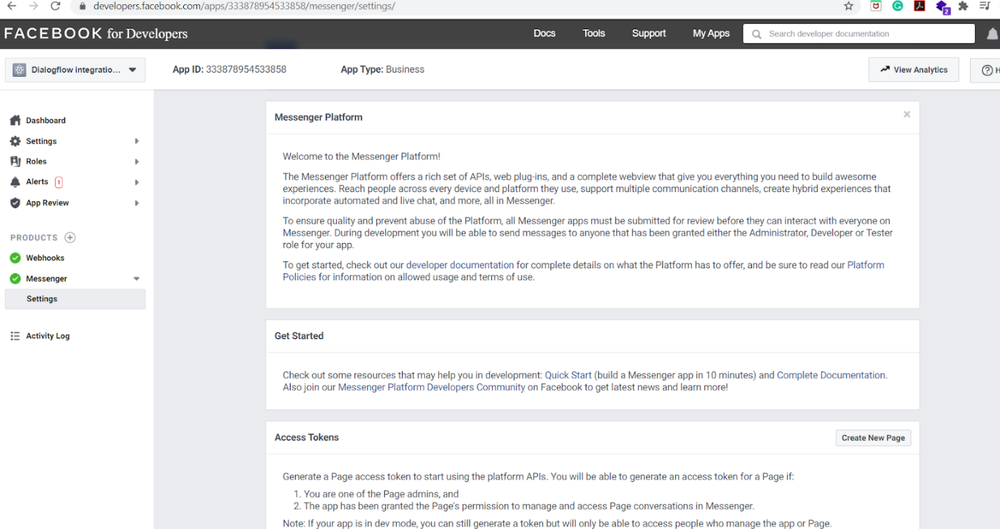 developers.facebook.com/apps/333878954533858/messenger/settings/
2
FACEBOOK for Developers
Docs
Tools
Support
My Apps
Search developer documentation
Dialogflow integratio...
App ID: 333878954533858
App Type: Business
View Analytics
H
Dashboard
Settings
Roles
Alerts 1
App Review
PRODUCTS
Webhooks
Messenger
Settings
Activity Log
Messenger Platform
Welcome to the Messenger Platform!
The Messenger Platform offers a rich set of APIs, web plug-ins, and a complete webview that give you everything you need to build awesome
experiences. Reach people across every device and platform they use, support multiple communication channels, create hybrid experiences that
incorporate automated and live chat, and more, all in Messenger.
To ensure quality and prevent abuse of the Platform, all Messenger apps must be submitted for review before they can interact with everyone on
Messenger. During development you will be able to send messages to anyone that has been granted either the Administrator, Developer or Tester
role for your app.
To get started, check out our developer documentation for complete details on what the Platform has to offer, and be sure to read our Platform
Policies for information on allowed usage and terms of use.
Get Started
Check out some resources that may help you in development: Quick Start (build a Messenger app in 10 minutes) and Complete Documentation.
Also join our Messenger Platform Developers Community on Facebook to get latest news and learn more!
Access Tokens
Create New Page
Generate a Page access token to start using the platform APIs. You will be able to generate an access token for a Page if:
1. You are one of the Page admins, and
2. The app has been granted the Page's permission to manage and access Page conversations in Messenger.
Note: If your app is in dev mode, you can still generate a token but will only be able to access people who manage the app or Page.